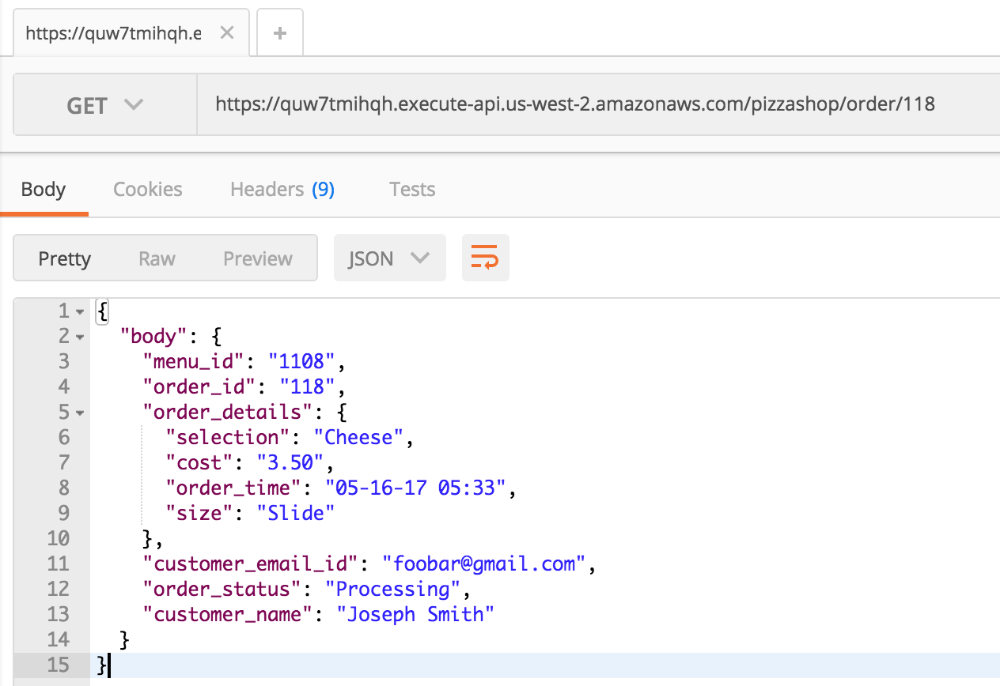 https://quw7tmihqh.e
GET https://quw7tmihqh.execute-api.us-west-2.amazonaws.com/pizzashop/order/118
Body Cookies Headers (9) Tests
Pretty Raw Preview JSON
1 {
2 "body": {
3 "menu_id": "1108",
4 "order_id": "118",
5 "order_details": {
6 "selection": "Cheese",
7 "cost": "3.50",
8 "order_time": "05-16-17 05:33",
9 "size": "Slide"
10 },
11 "customer_email_id": "foobar@gmail.com",
12 "order_status": "Processing",
13 "customer_name": "Joseph Smith"
14 }
15 }